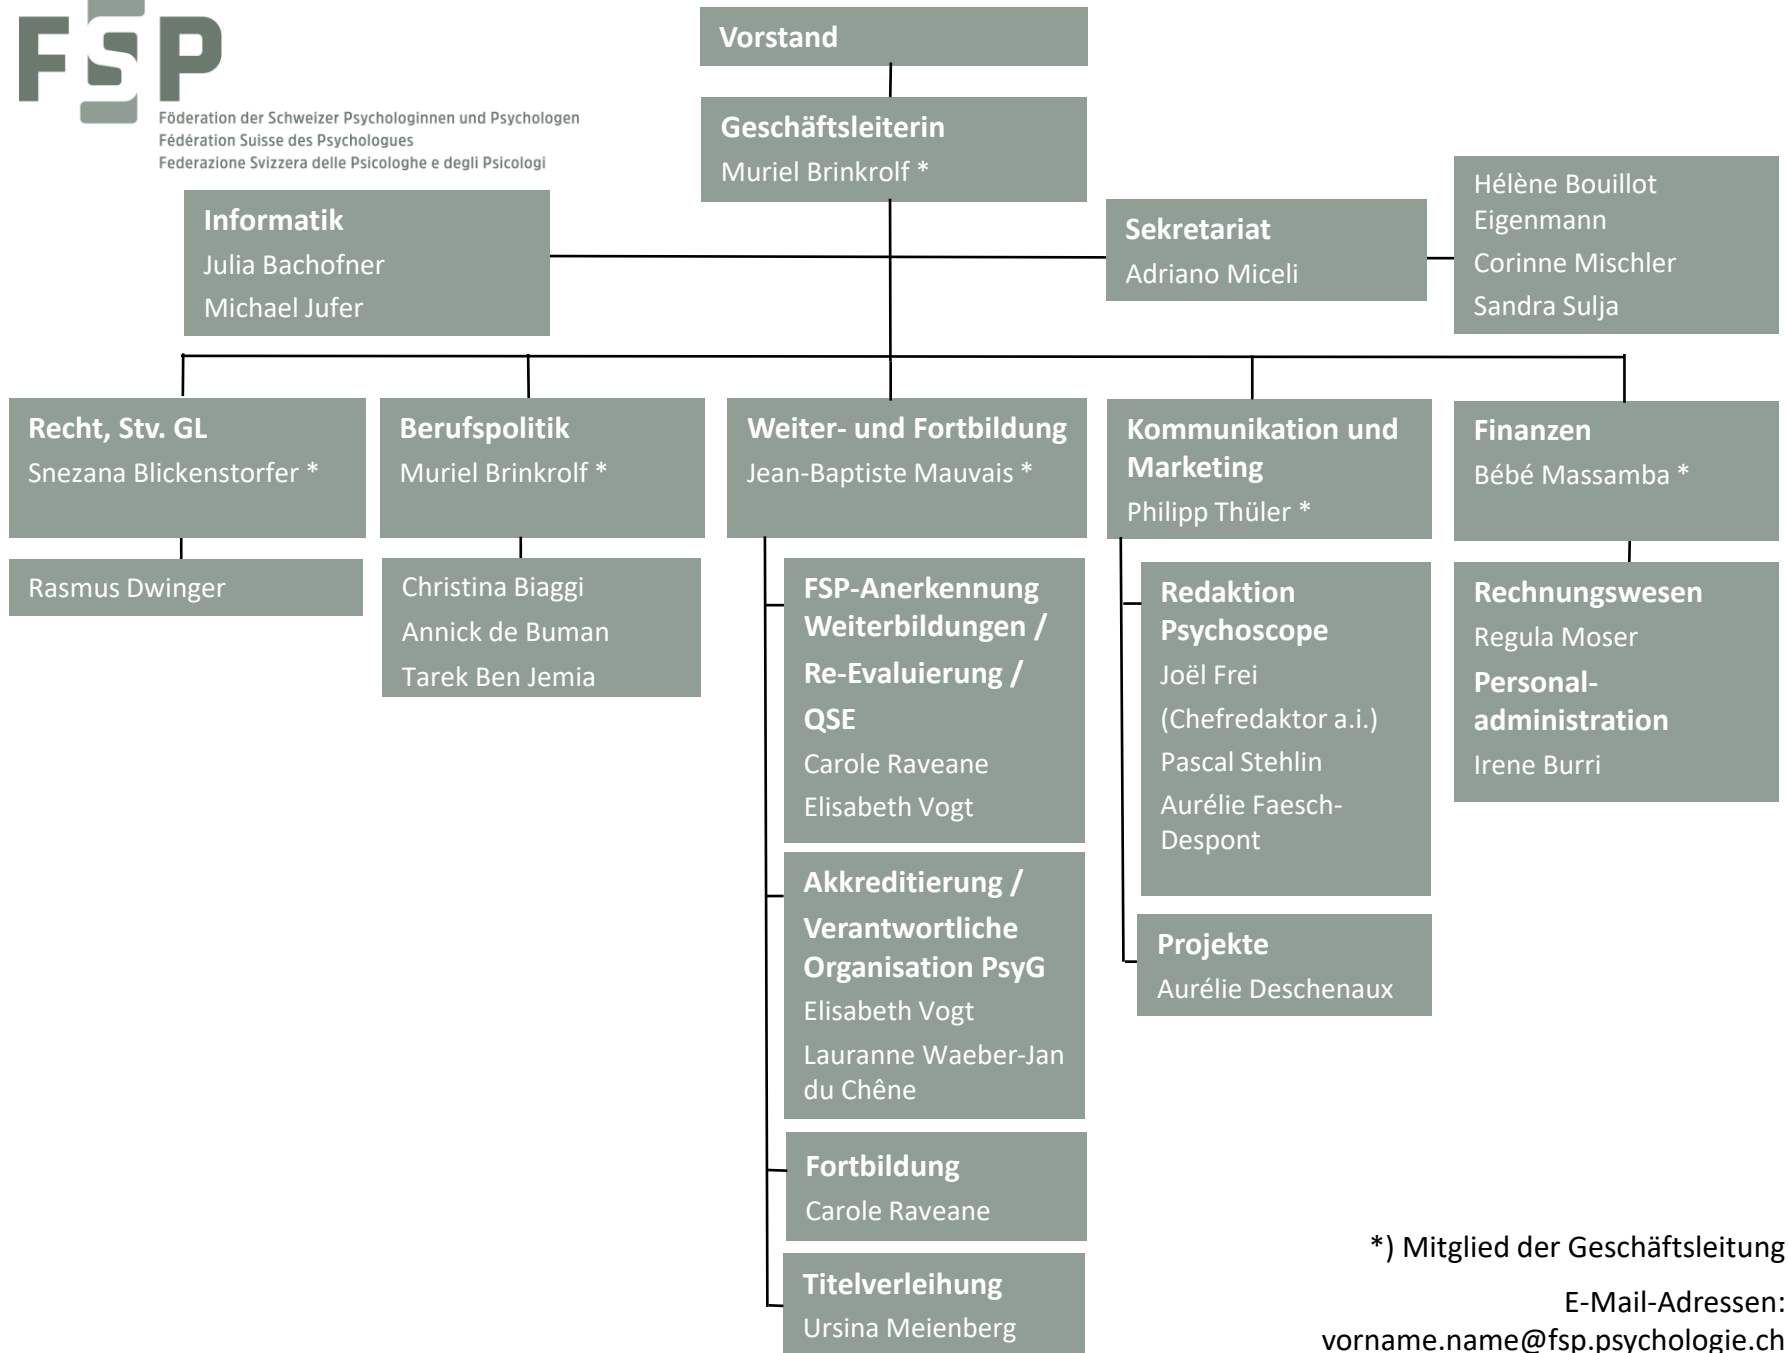 FSP
Föderation der Schweizer Psychologinnen und Psychologen
Fédération Suisse des Psychologues
Federazione Svizzera delle Psicologhe e degli Psicologi
Vorstand
Geschäftsleiterin
Muriel Brinkrolf *
Informatik
Julia Bachofner
Michael Jufer
Sekretariat
Adriano Miceli
Hélène Bouillot
Eigenmann
Corinne Mischler
Sandra Sulja
Recht, Stv. GL
Snezana Blickenstorfer *
Rasmus Dwinger
Berufspolitik
Muriel Brinkrolf *
Christina Biaggi
Annick de Buman
Tarek Ben Jemia
Weiter- und Fortbildung
Jean-Baptiste Mauvais *
FSP-Anerkennung
Weiterbildungen /
Re-Evaluierung /
QSE
Carole Raveane
Elisabeth Vogt
Akkreditierung /
Verantwortliche
Organisation PsyG
Elisabeth Vogt
Lauranne Waeber-Jan
du Chêne
Fortbildung
Carole Raveane
Titelverleihung
Ursina Meienberg
Kommunikation und
Marketing
Philipp Thüler *
Redaktion
Psychoscope
Joël Frei
(Chefredaktor a.i.)
Pascal Stehlin
Aurélie Faesch-
Despont
Projekte
Aurélie Deschenaux
Finanzen
Bébé Massamba *
Rechnungswesen
Regula Moser
Personal-
administration
Irene Burri
*) Mitglied der Geschäftsleitung
E-Mail-Adressen:
vorname.name@fsp.psychologie.ch